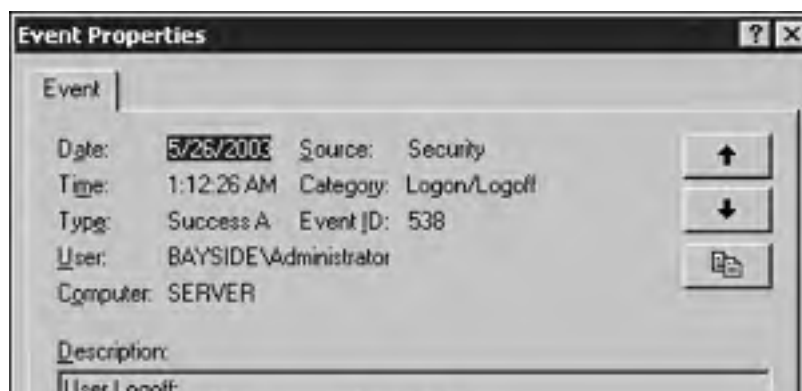 Event Properties
Event
Date: 5/26/2003 Source: Security
Time: 1:12:26 AM Category: Logon/Logoff
Type: Success A Event ID: 538
User: BAYSIDE\Administrator
Computer: SERVER
Description:
User Logoff: